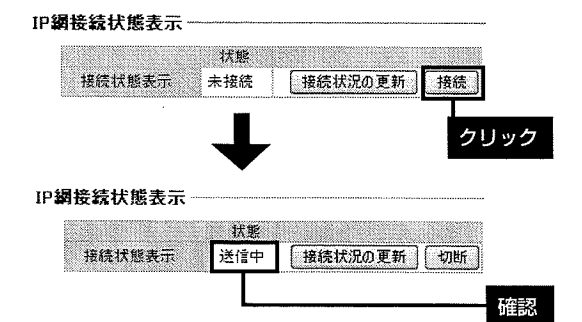 IP網接続状態表示
状態
接続状態表示 未接続 接続状況の更新 接続
クリック
IP網接続状態表示
状態
接続状態表示 送信中 接続状況の更新 切断
確認